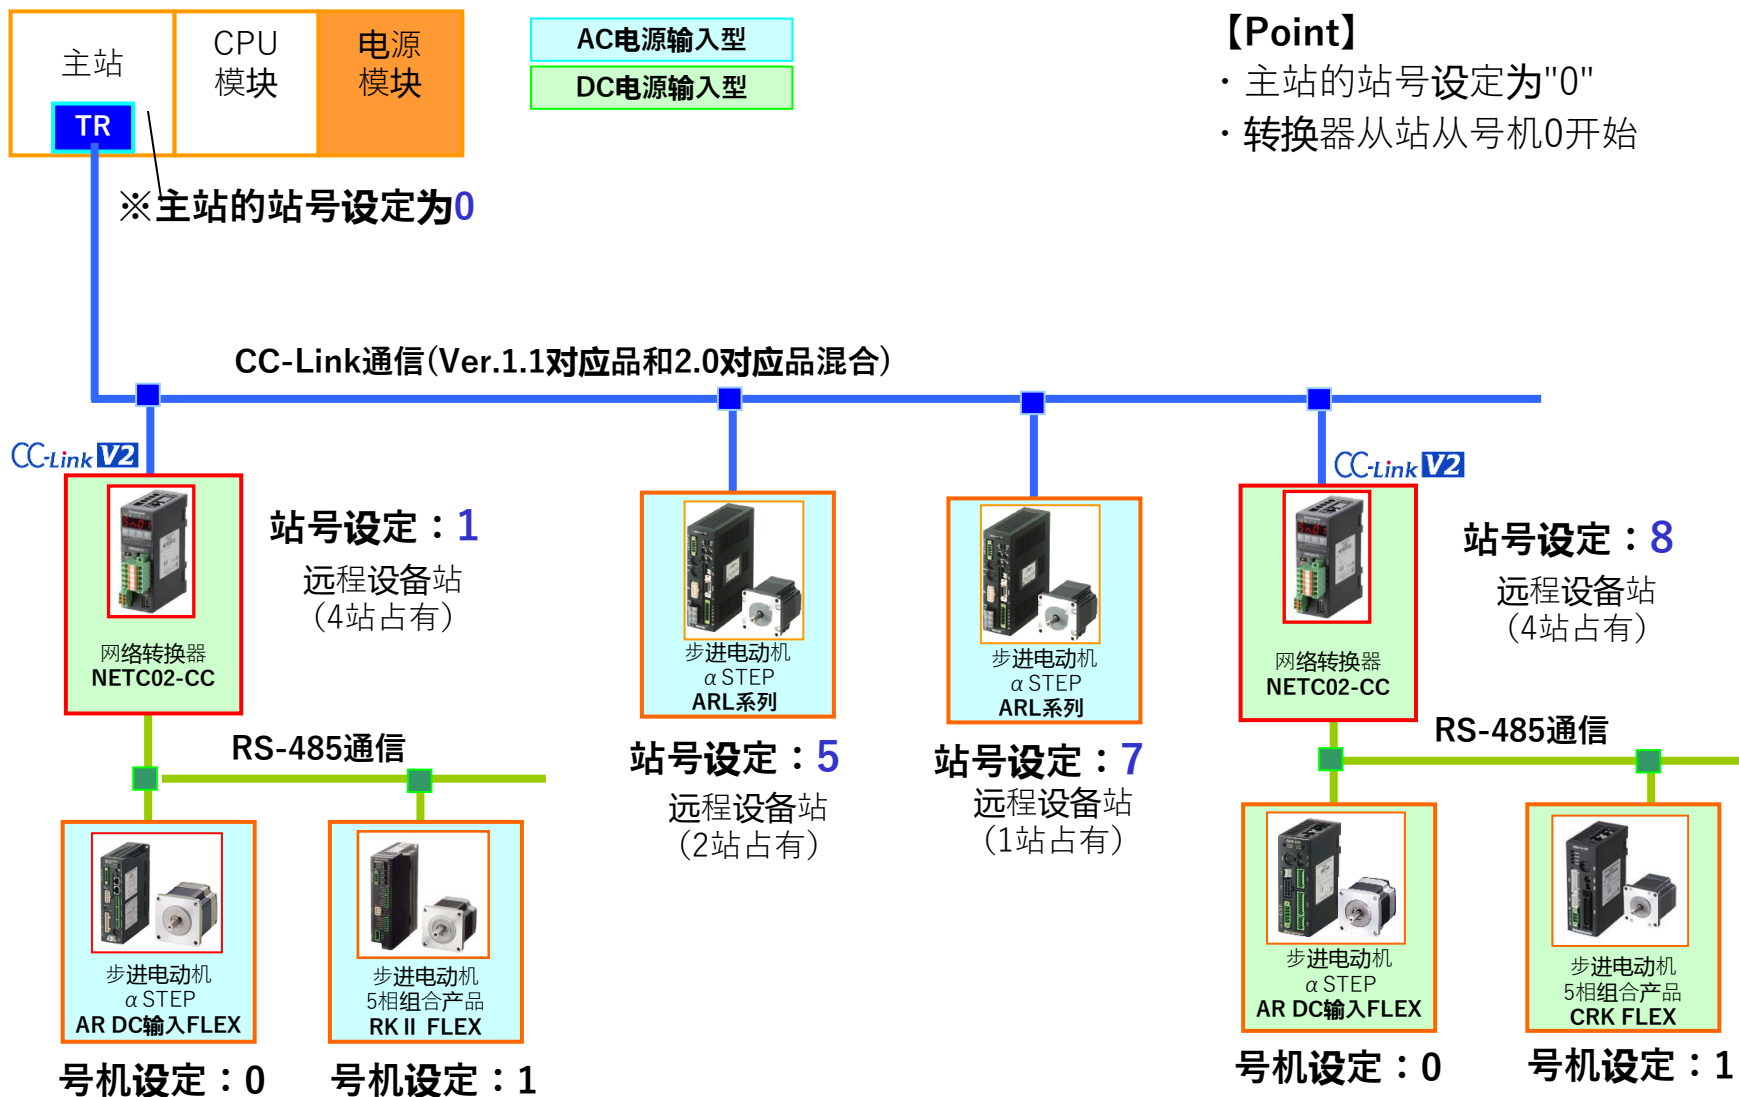 主站
TR
CPU
模块
电源
模块
AC电源输入型
DC电源输入型
【Point】
・主站的站号设定为"0"
・转换器从站从号机0开始
※主站的站号设定为0
CC-Link通信(Ver.1.1对应品和2.0对应品混合)
CC-Link V2
网络转换器
NETC02-CC
站号设定：1
远程设备站
（4站占有）
步进电动机
α STEP
ARL系列
站号设定：5
远程设备站
（2站占有）
步进电动机
α STEP
ARL系列
站号设定：7
远程设备站
（1站占有）
CC-Link V2
网络转换器
NETC02-CC
站号设定：8
远程设备站
（4站占有）
RS-485通信
步进电动机
α STEP
AR DC输入FLEX
号机设定：0
步进电动机
5相组合产品
RKⅡ FLEX
号机设定：1
RS-485通信
步进电动机
α STEP
AR DC输入FLEX
号机设定：0
步进电动机
5相组合产品
CRK FLEX
号机设定：1